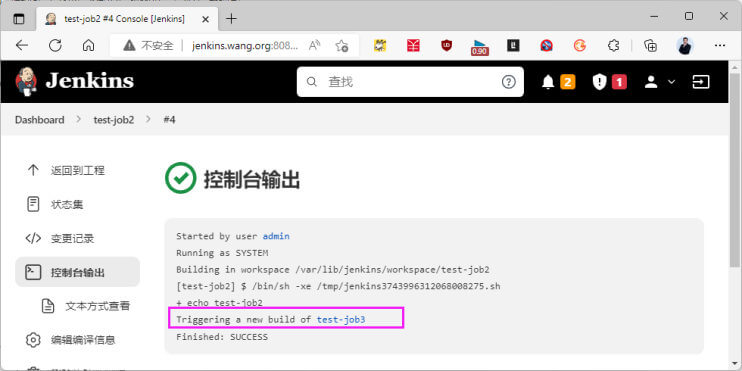 test-job2 #4 Console [Jenkins]
不安全 | jenkins.wang.org:808...
0.90
Jenkins
查找
2
1
Dashboard > test-job2 > #4
返回到工程
状态集
变更记录
控制台输出
文本方式查看
编辑编译信息
控制台输出
Started by user admin
Running as SYSTEM
Building in workspace /var/lib/jenkins/workspace/test-job2
[test-job2] $ /bin/sh -xe /tmp/jenkins3743996312068008275.sh
+ echo test-job2
Triggering a new build of test-job3
Finished: SUCCESS